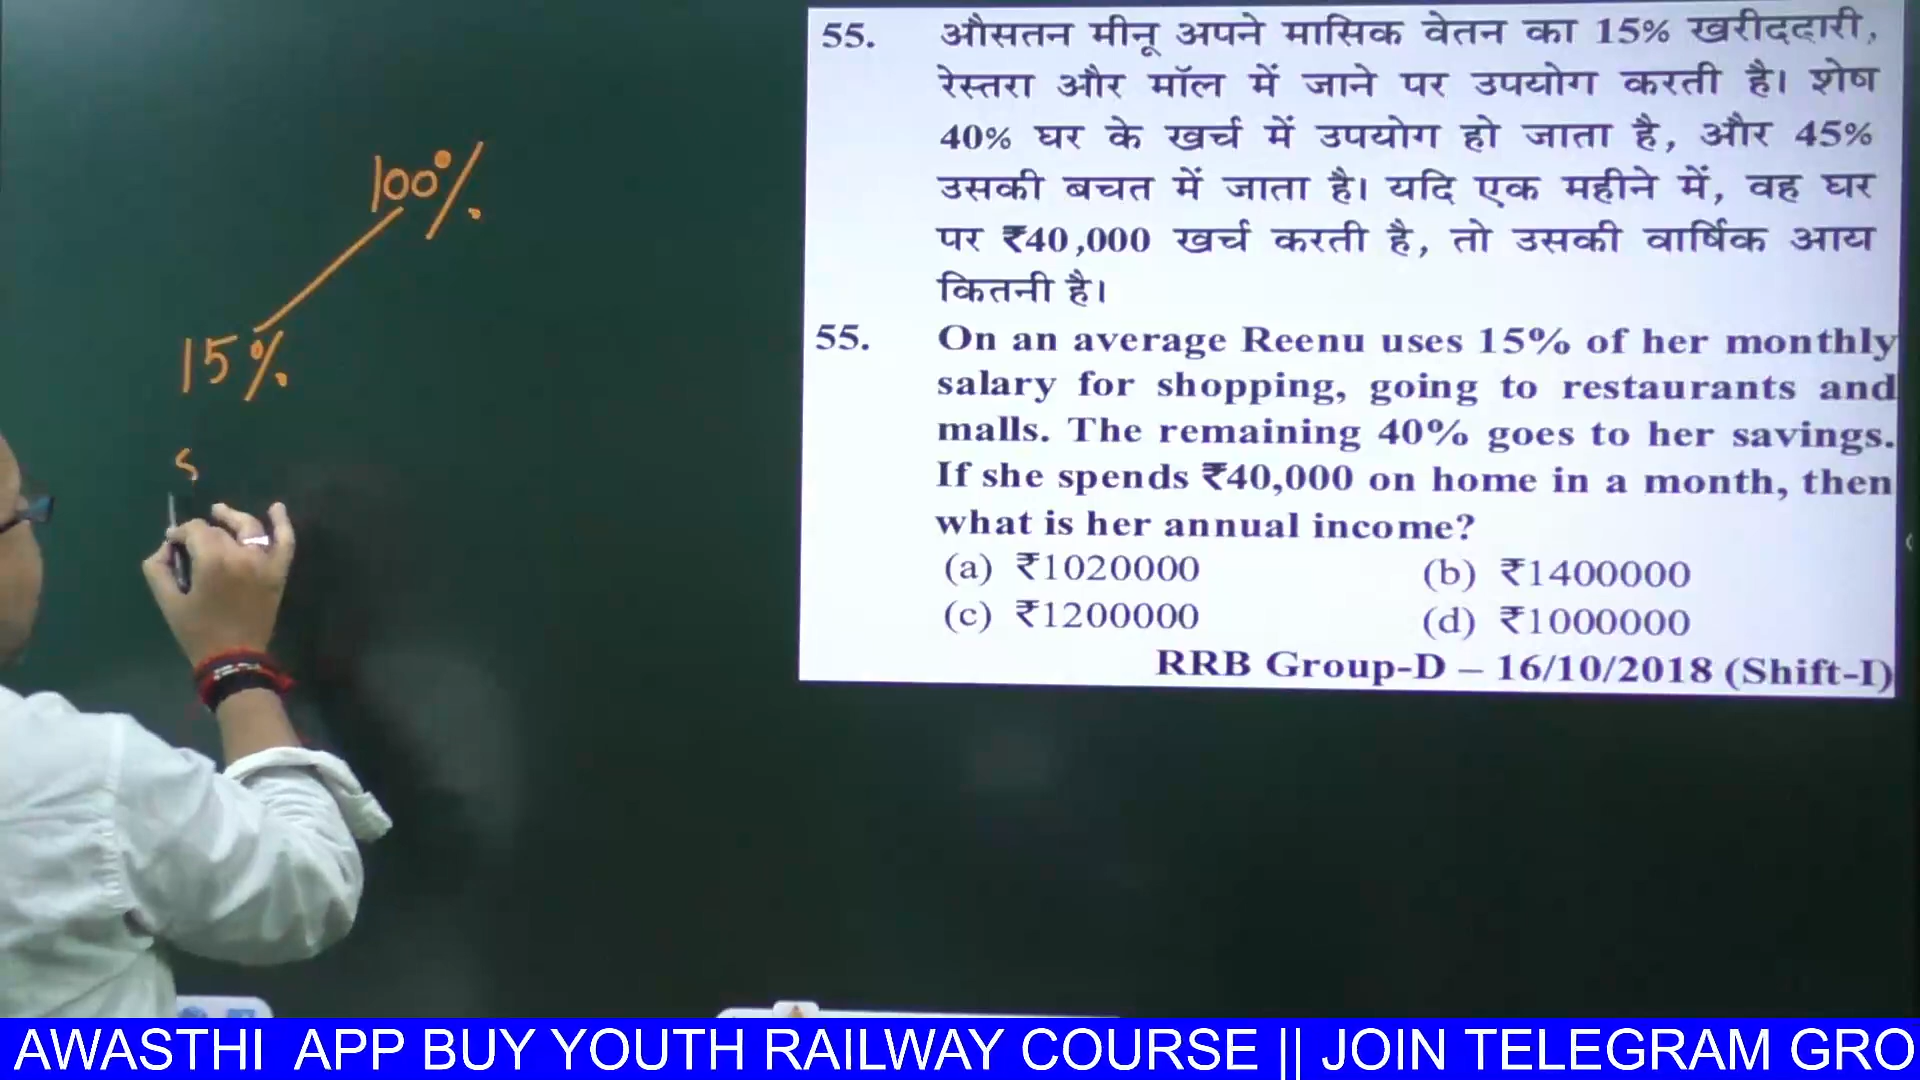 100%
15%
S
55. औसतन मीनू अपने मासिक वेतन का 15% खरीददारी,
रेस्तरा और मॉल में जाने पर उपयोग करती है। शेष
40% घर के खर्च में उपयोग हो जाता है, और 45%
उसकी बचत में जाता है। यदि एक महीने में, वह घर
पर ₹40,000 खर्च करती है, तो उसकी वार्षिक आय
कितनी है।
55. On an average Reenu uses 15% of her monthly
salary for shopping, going to restaurants and
malls. The remaining 40% goes to her savings.
If she spends ₹40,000 on home in a month, then
what is her annual income?
(a) ₹1020000 (b) ₹1400000
(c) ₹1200000 (d) ₹1000000
RRB Group-D – 16/10/2018 (Shift-I)
AWASTHI APP BUY YOUTH RAILWAY COURSE || JOIN TELEGRAM GRO